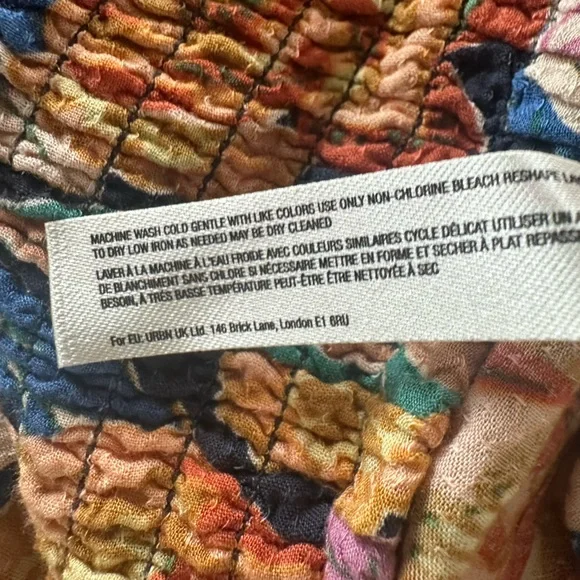 MACHINE WASH COLD GENTLE WITH LIKE COLORS USE ONLY NON-CHLORINE BLEACH RESHAPE
TO DRY LOW IRON AS NEEDED MAY BE DRY CLEANED
LAVER À LA MACHINE À L'EAU FROIDE AVEC COULEURS SIMILAIRES CYCLE DÉLICAT UTILISER UN
DE BLANCHIMENT SANS CHLORE SI NÉCESSAIRE METTRE EN FORME ET SÉCHER À PLAT REPASS
BESOIN, À TRÈS BASSE TEMPÉRATURE PEUT-ÊTRE ÊTRE NETTOYÉE À SEC
For EU: URBN UK Ltd. 146 Brick Lane, London E1 6RU